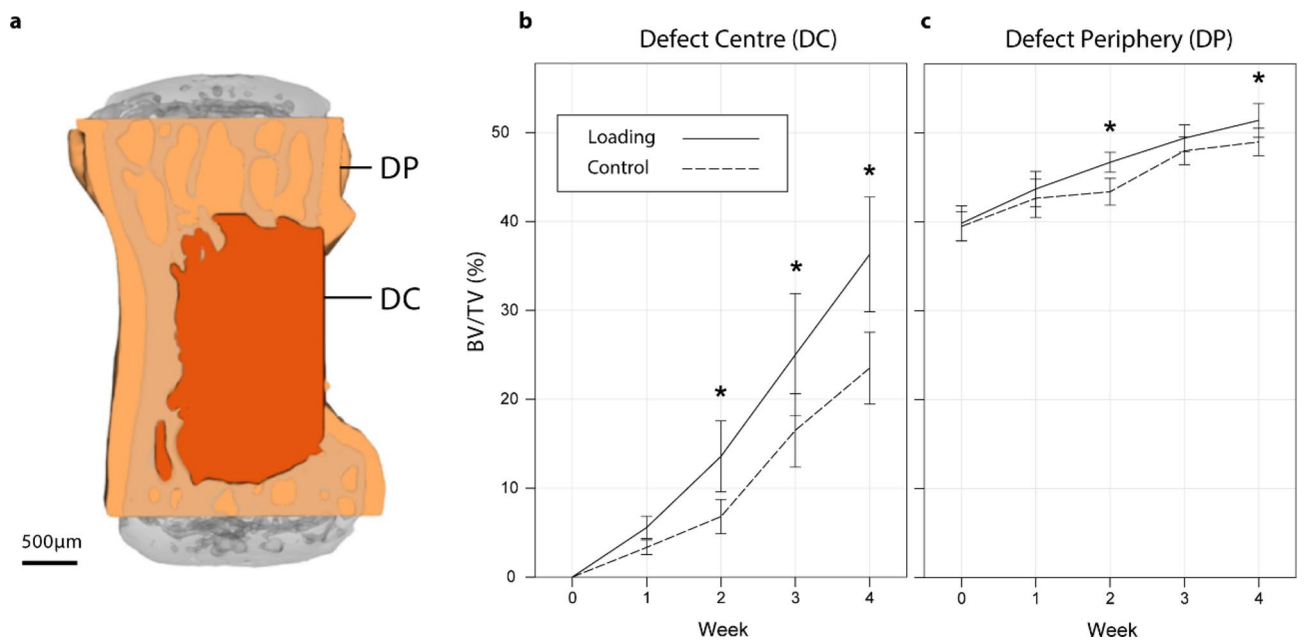 a
DP
DC
500µm
b
Defect Centre (DC)
Loading
Control
*
*
*
BV/TV (%)
50
40
30
20
10
0
0 1 2 3 4
Week
c
Defect Periphery (DP)
*
*
0 1 2 3 4
Week